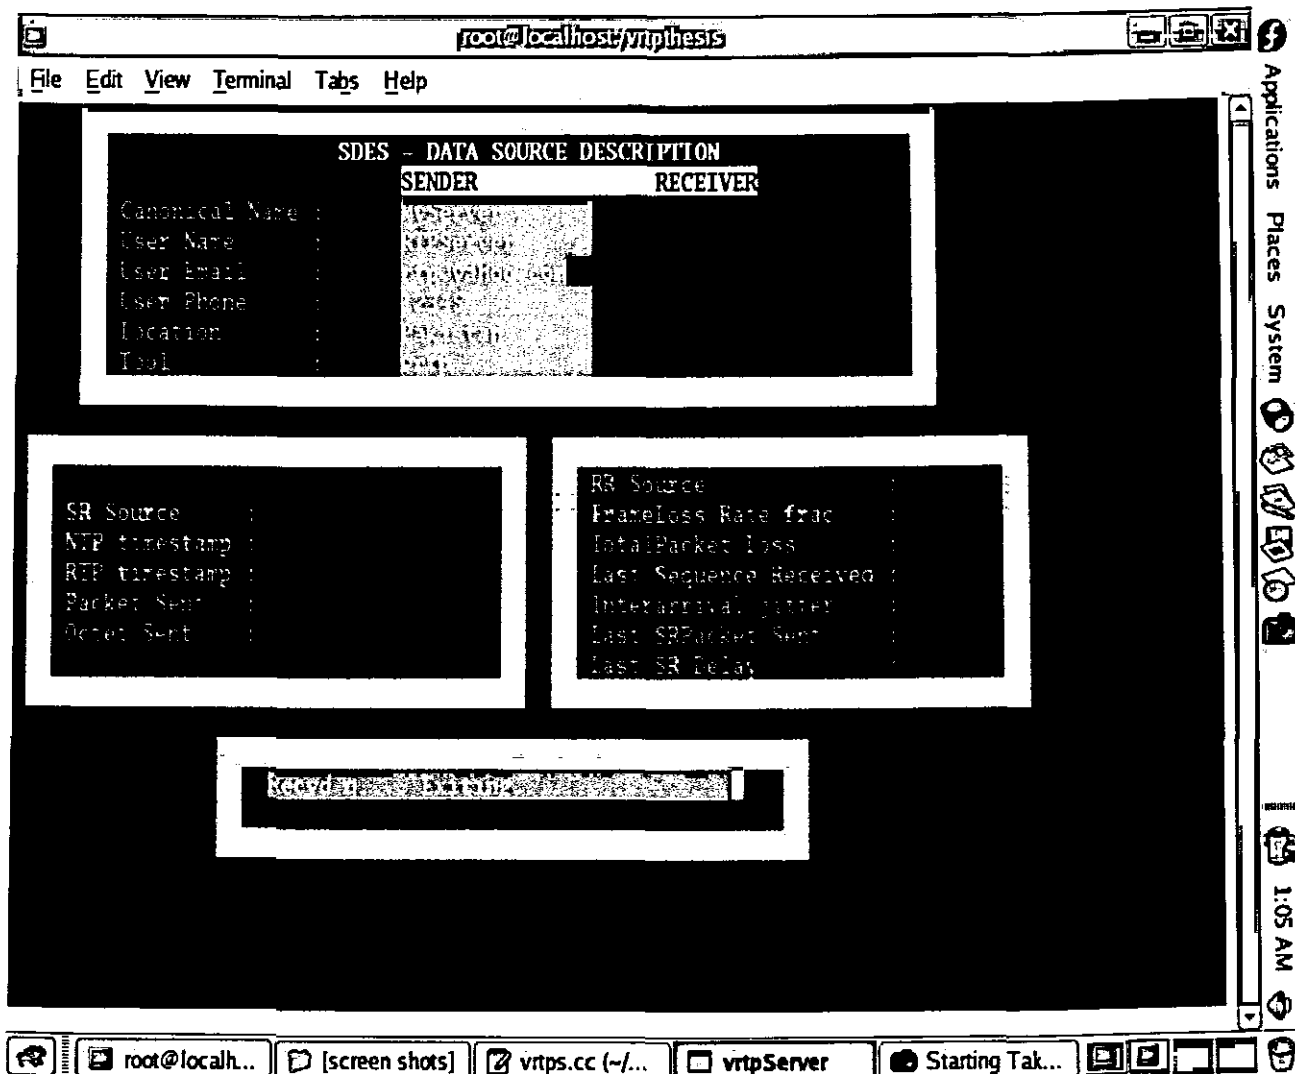 root@localhost:/vrtpthesis
File Edit View Terminal Tabs Help
SDES - DATA SOURCE DESCRIPTION
SENDER RECEIVER
Canonical Name :
User Name :
User Email :
User Phone :
Location :
Tool :
SR Source :
NTP timestamp :
RTP timestamp :
Packet Sent :
Octet Sent :
RR Source :
FrameLoss Rate frac :
TotalPacket Loss :
Last Sequence Received :
Interarrival jitter :
Last SRPacket Sent :
Last SR Delay :
Recvd Exiting
Applications Places System
1:05 AM
root@localh... [screen shots] vrtps.cc (~/... vrtpServer Starting Tak...